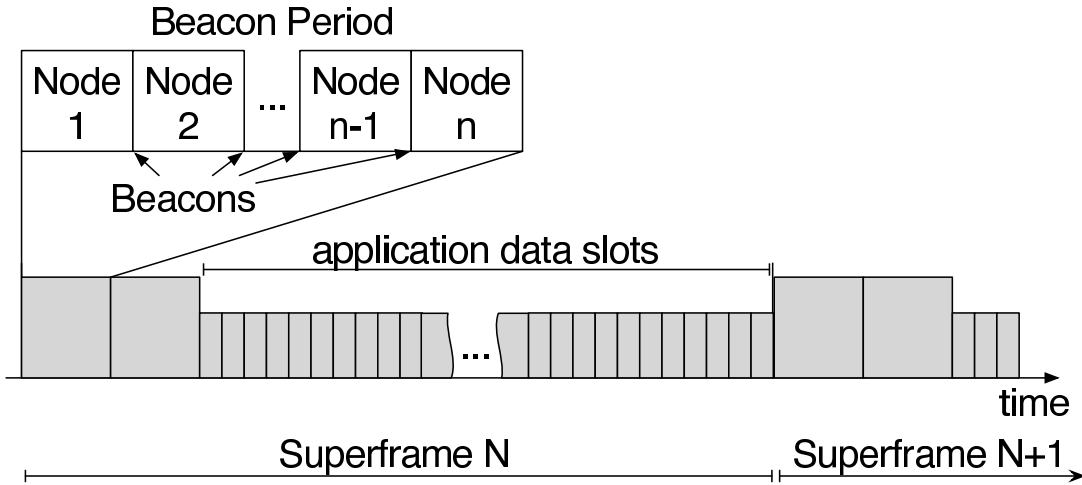 Beacon Period
Node 1
Node 2
...
Node n-1
Node n
Beacons
application data slots
...
time
Superframe N
Superframe N+1